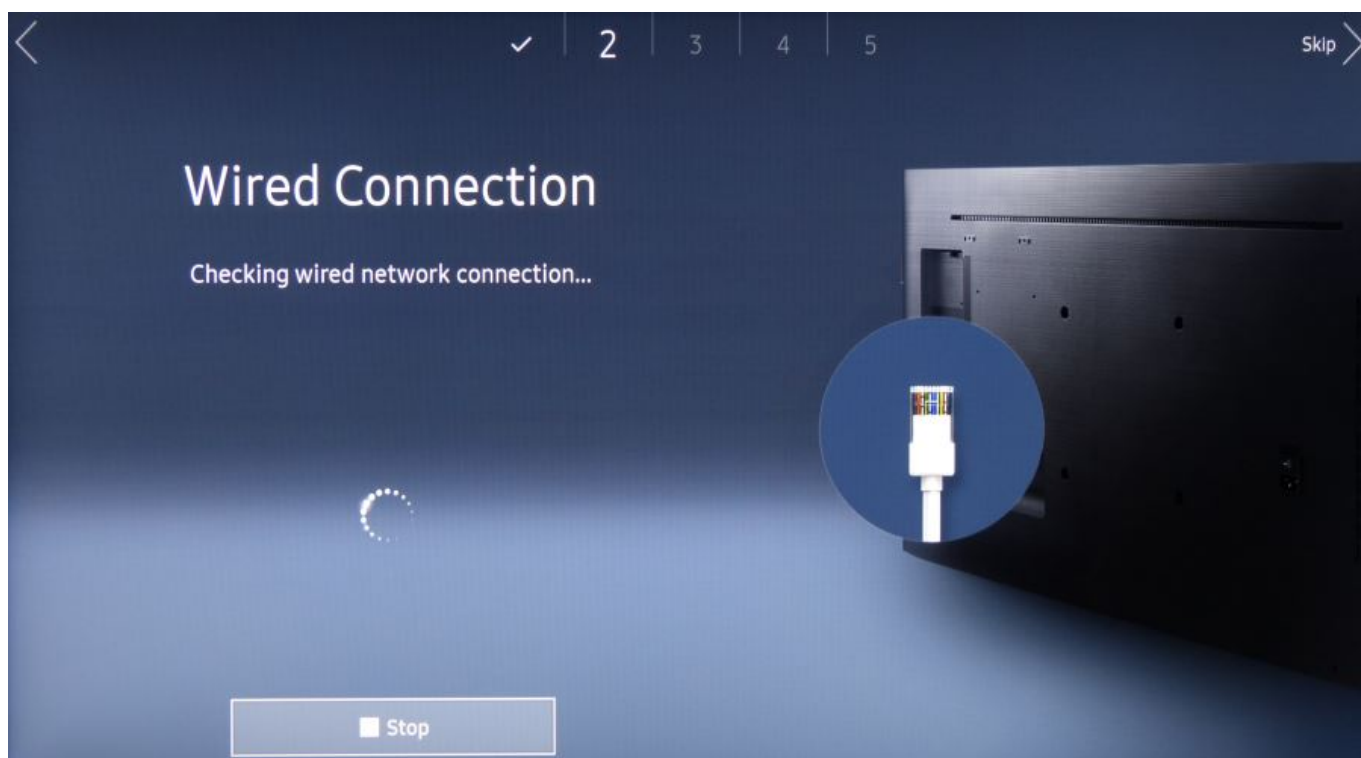 ✓ 2 3 4 5
Skip
Wired Connection
Checking wired network connection...
Stop